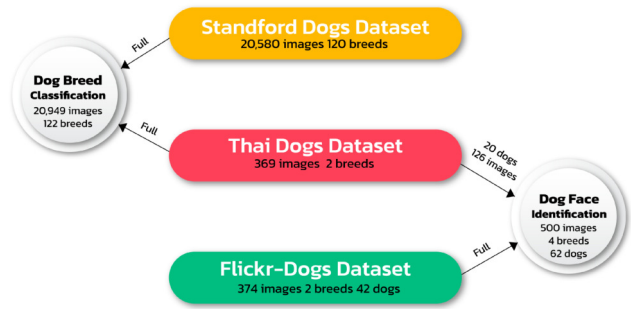 Standford Dogs Dataset
20,580 images 120 breeds
Full
Dog Breed
Classification
20,949 images
122 breeds
Full
Thai Dogs Dataset
369 images 2 breeds
20 dogs
126 images
Dog Face
Identification
500 images
4 breeds
62 dogs
Full
Flickr-Dogs Dataset
374 images 2 breeds 42 dogs